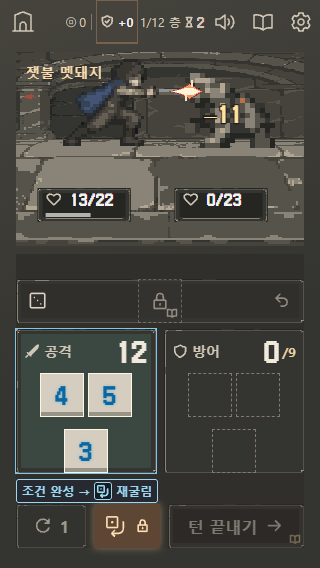 0 +0 1/12 층 2
잿불 멧돼지
-11
13/22 0/23
공격 12 방어 0/9
4 5
3
조건 완성 → 재굴림
1 턴 끝내기 →